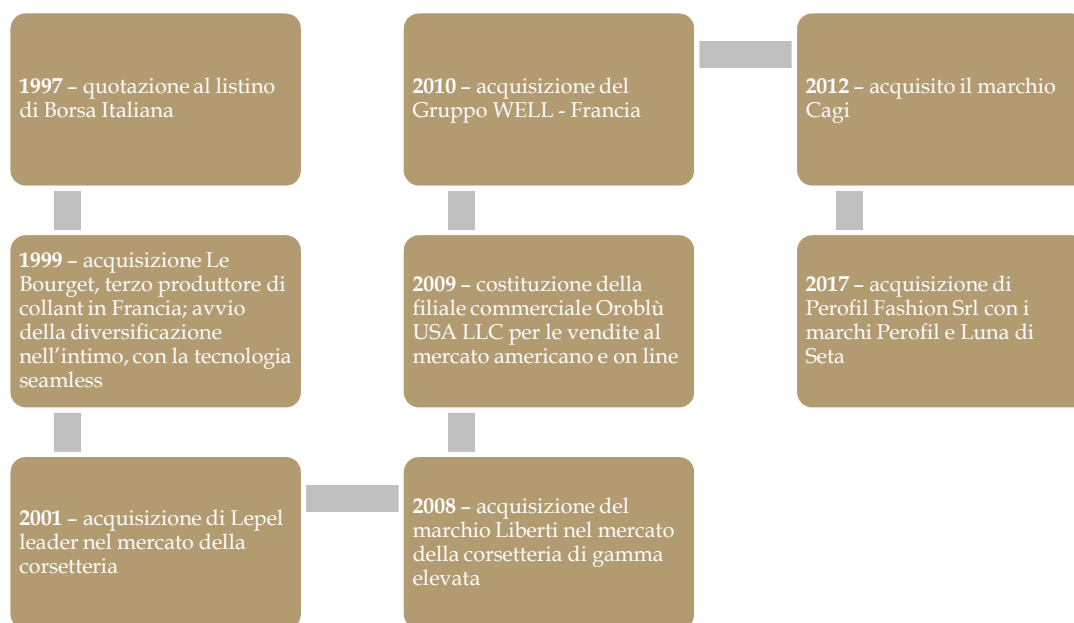 1997 – quotazione al listino
di Borsa Italiana
1999 – acquisizione Le
Bourget, terzo produttore di
collant in Francia; avvio
della diversificazione
nell'intimo, con la tecnologia
seamless
2001 – acquisizione di Lepel
leader nel mercato della
corsetteria
2008 – acquisizione del
marchio Liberti nel mercato
della corsetteria di gamma
elevata
2009 – costituzione della
filiale commerciale Oroblù
USA LLC per le vendite al
mercato americano e on line
2010 – acquisizione del
Gruppo WELL - Francia
2012 – acquisito il marchio
Cagi
2017 – acquisizione di
Perofil Fashion Srl con i
marchi Perofil e Luna di
Seta